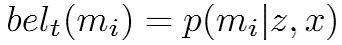 bel_t(m_i) = p(m_i|z, x)